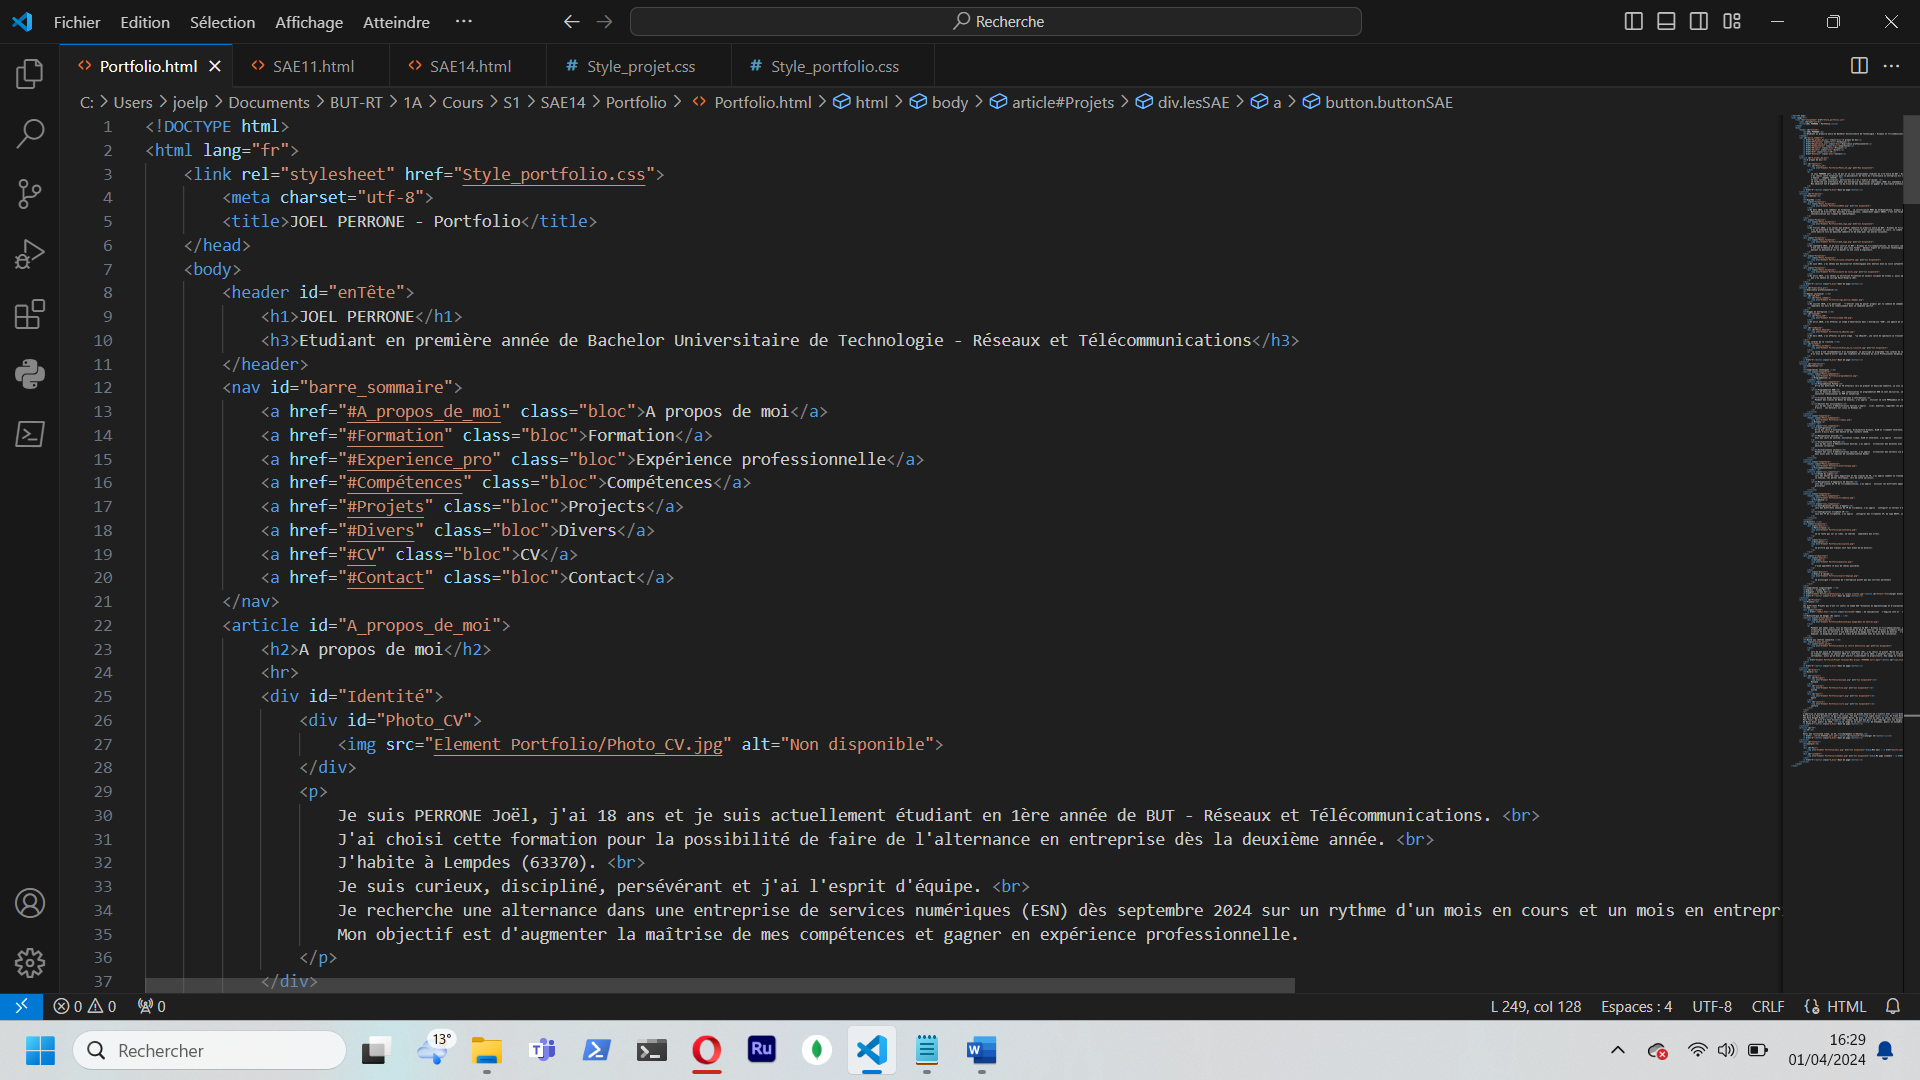 Fichier Edition Sélection Affichage Atteindre ··· Recherche
Portfolio.html SAE11.html SAE14.html # Style_projet.css # Style_portfolio.css
C: > Users > joelp > Documents > BUT-RT > 1A > Cours > S1 > SAE14 > Portfolio > <> Portfolio.html > html > body > article#Projets > div.lesSAE > a > button.buttonSAE
1 <!DOCTYPE html>
2 <html lang="fr">
3 <link rel="stylesheet" href="Style_portfolio.css">
4 <meta charset="utf-8">
5 <title>JOEL PERRONE - Portfolio</title>
6 </head>
7 <body>
8 <header id="enTête">
9 <h1>JOEL PERRONE</h1>
10 <h3>Etudiant en première année de Bachelor Universitaire de Technologie - Réseaux et Télécommunications</h3>
11 </header>
12 <nav id="barre_sommaire">
13 <a href="#A_propos_de_moi" class="bloc">A propos de moi</a>
14 <a href="#Formation" class="bloc">Formation</a>
15 <a href="#Experience_pro" class="bloc">Expérience professionnelle</a>
16 <a href="#Compétences" class="bloc">Compétences</a>
17 <a href="#Projets" class="bloc">Projects</a>
18 <a href="#Divers" class="bloc">Divers</a>
19 <a href="#CV" class="bloc">CV</a>
20 <a href="#Contact" class="bloc">Contact</a>
21 </nav>
22 <article id="A_propos_de_moi">
23 <h2>A propos de moi</h2>
24 <hr>
25 <div id="Identité">
26 <div id="Photo_CV">
27 <img src="Element Portfolio/Photo_CV.jpg" alt="Non disponible">
28 </div>
29 <p>
30 Je suis PERRONE Joël, j'ai 18 ans et je suis actuellement étudiant en 1ère année de BUT - Réseaux et Télécommunications. <br>
31 J'ai choisi cette formation pour la possibilité de faire de l'alternance en entreprise dès la deuxième année. <br>
32 J'habite à Lempdes (63370). <br>
33 Je suis curieux, discipliné, persévérant et j'ai l'esprit d'équipe. <br>
34 Je recherche une alternance dans une entreprise de services numériques (ESN) dès septembre 2024 sur un rythme d'un mois en cours et un mois en entrepr
35 Mon objectif est d'augmenter la maîtrise de mes compétences et gagner en expérience professionnelle.
36 </p>
37 </div>
0 0 0 L 249, col 128 Espaces : 4 UTF-8 CRLF HTML
Rechercher 13° Ru 16:29
01/04/2024